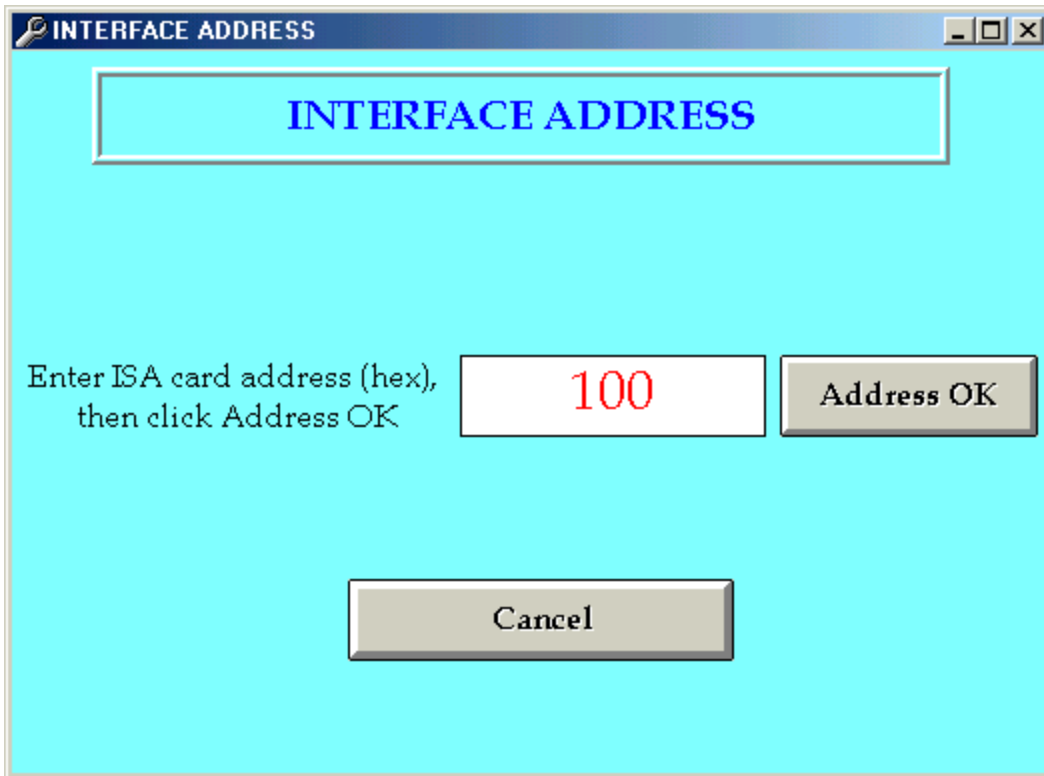 INTERFACE ADDRESS
INTERFACE ADDRESS
Enter ISA card address (hex),
then click Address OK
100
Address OK
Cancel